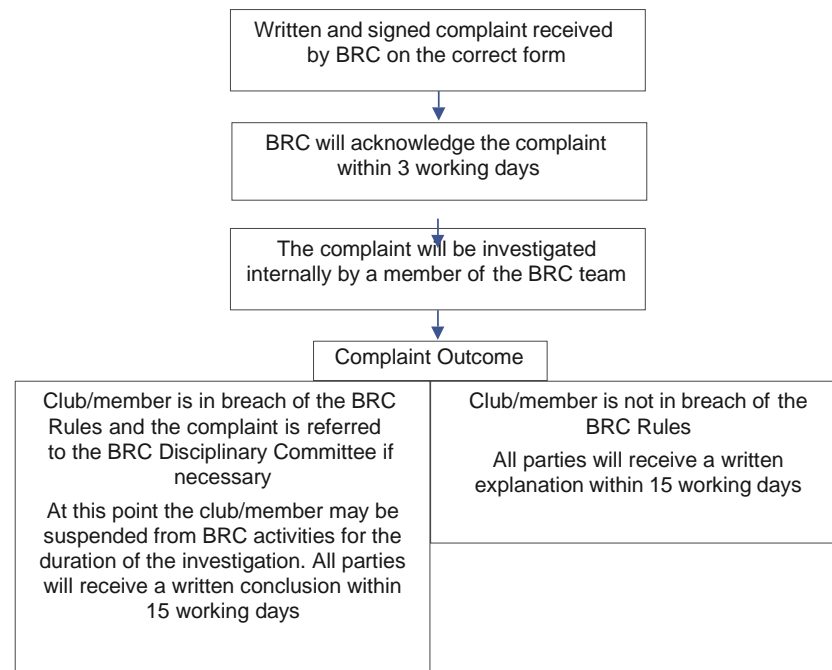 Written and signed complaint received
by BRC on the correct form
BRC will acknowledge the complaint
within 3 working days
The complaint will be investigated
internally by a member of the BRC team
Complaint Outcome
Club/member is in breach of the BRC
Rules and the complaint is referred
to the BRC Disciplinary Committee if
necessary
At this point the club/member may be
suspended from BRC activities for the
duration of the investigation. All parties
will receive a written conclusion within
15 working days
Club/member is not in breach of the
BRC Rules
All parties will receive a written
explanation within 15 working days